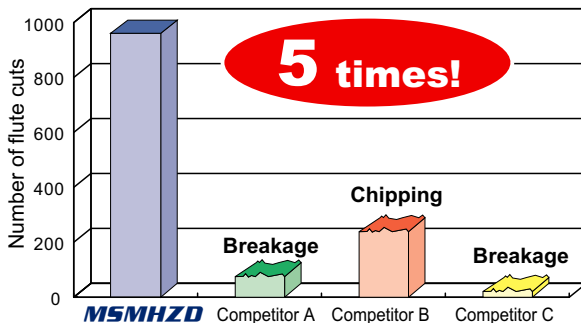 Number of flute cuts
1000
800
600
400
200
0
5 times!
Breakage
Chipping
Breakage
MSMHZD
Competitor A
Competitor B
Competitor C